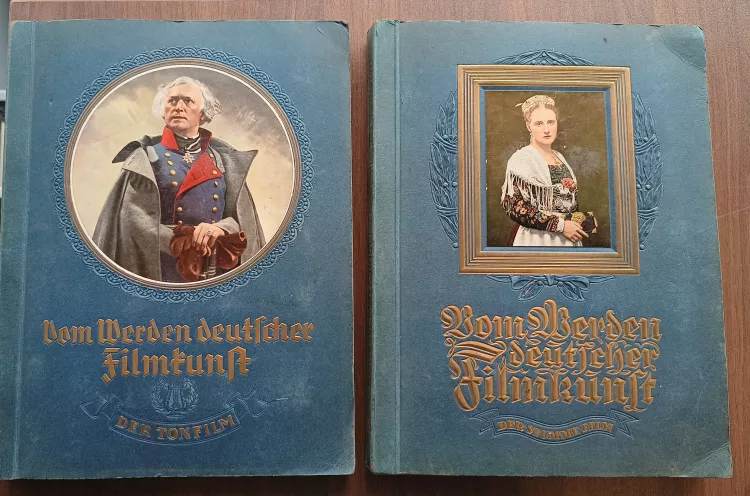 Vom Werden deutscher
Filmkunst
DER TONFILM
Vom Werden
deutscher
Filmkunst
DER STUMME FILM